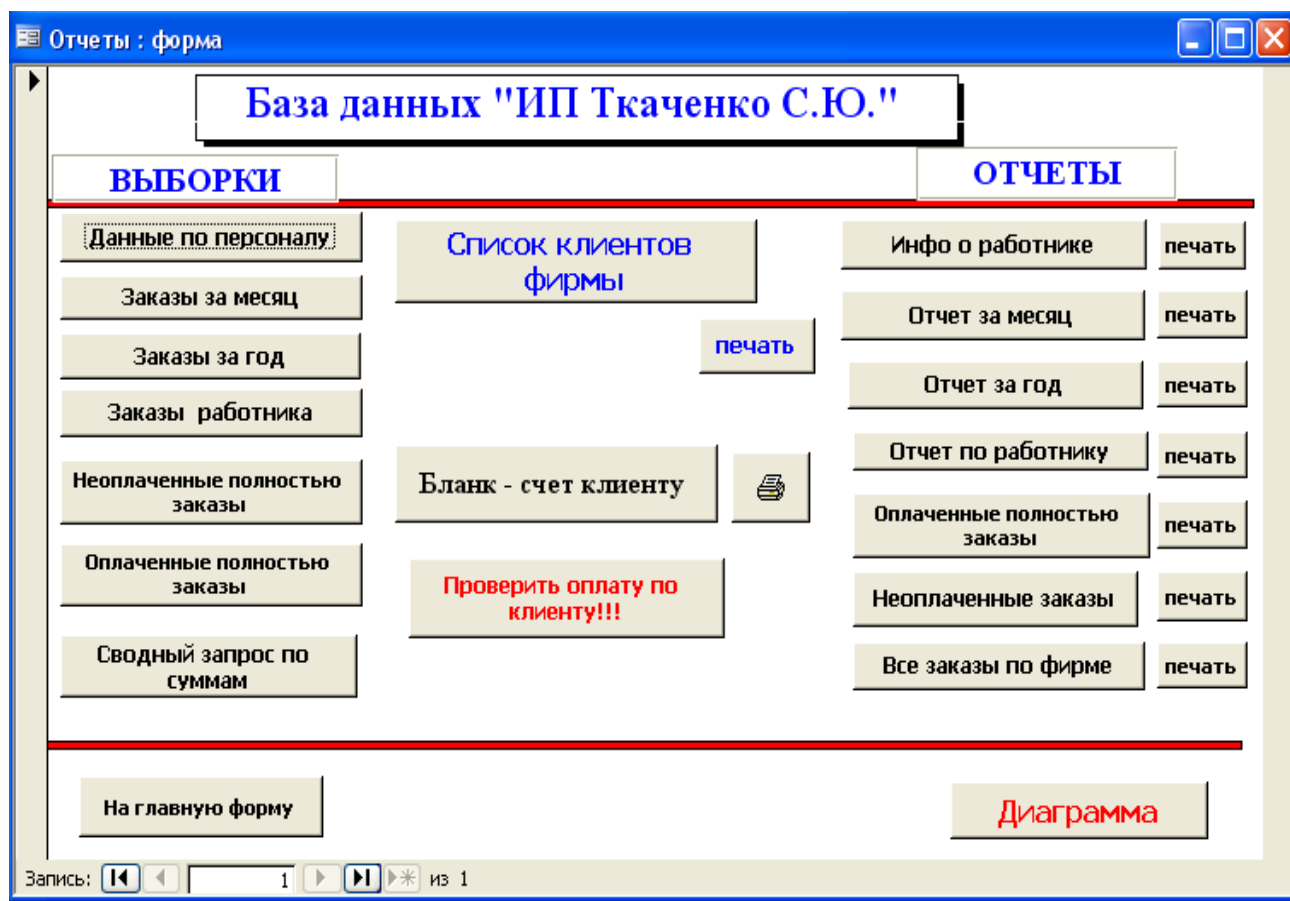 Отчеты : форма
База данных "ИП Ткаченко С.Ю."
ВЫБОРКИ
ОТЧЕТЫ
Данные по персоналу
Заказы за месяц
Заказы за год
Заказы работника
Неоплаченные полностью
заказы
Оплаченные полностью
заказы
Сводный запрос по
суммам
Список клиентов
фирмы
печать
Бланк - счет клиенту
Проверить оплату по
клиенту!!!
Инфо о работнике
печать
Отчет за месяц
печать
Отчет за год
печать
Отчет по работнику
печать
Оплаченные полностью
заказы
печать
Неоплаченные заказы
печать
Все заказы по фирме
печать
На главную форму
Диаграмма
Запись: 1 из 1